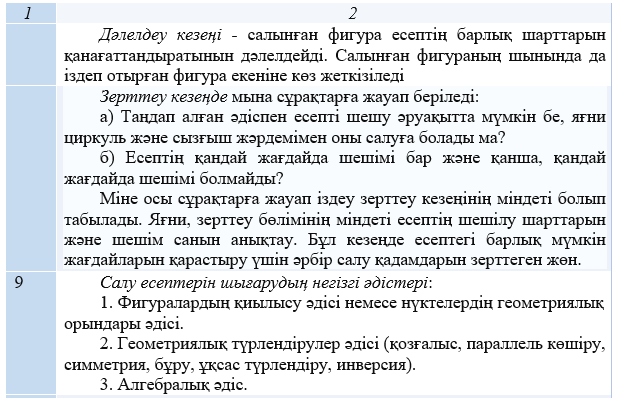 1 2
Дәлелдеу кезеңі - салынған фигура есептің барлық шарттарын
қанағаттандыратынын дәлелдейді. Салынған фигураның шынында да
іздеп отырған фигура екеніне көз жеткізіледі
Зерттеу кезеңде мына сұрақтарға жауап беріледі:
а) Таңдап алған әдіспен есепті шешу әруақытта мүмкін бе, яғни
циркуль және сызғыш жәрдемімен оны салуға болады ма?
б) Есептің қандай жағдайда шешімі бар және қанша, қандай
жағдайда шешімі болмайды?
Міне осы сұрақтарға жауап іздеу зерттеу кезеңінің міндеті болып
табылады. Яғни, зерттеу бөлімінің міндеті есептің шешілу шарттарын
және шешім санын анықтау. Бұл кезеңде есептегі барлық мүмкін
жағдайларын қарастыру үшін әрбір салу қадамдарын зерттеген жөн.
9 Салу есептерін шығарудың негізгі әдістері:
1. Фигуралардың қиылысу әдісі немесе нүктелердің геометриялық
орындары әдісі.
2. Геометриялық түрлендірулер әдісі (қозғалыс, параллель көшіру,
симметрия, бұру, ұқсас түрлендіру, инверсия).
3. Алгебралық әдіс.